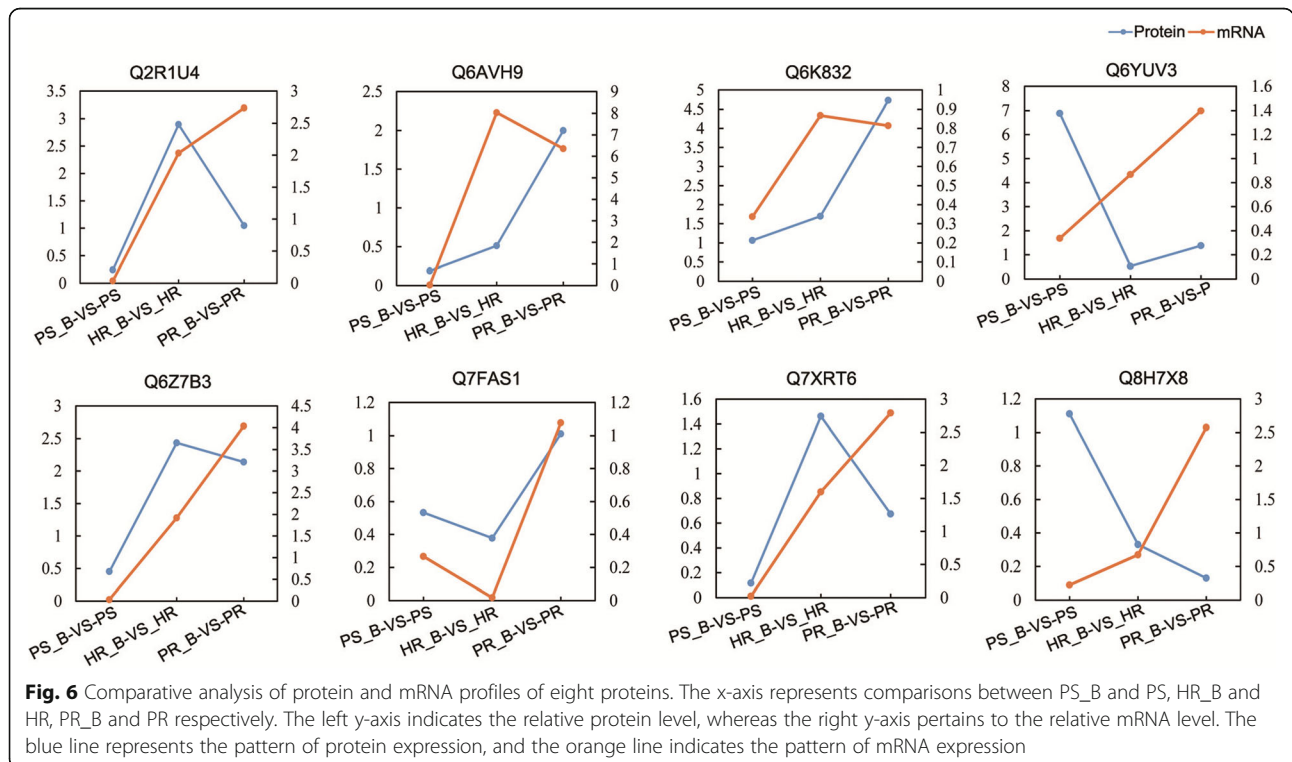 Protein mRNA
Q2R1U4 Q6AVH9 Q6K832 Q6YUV3
3.5 3 2.5 9 5 1 8 1.6
3 2.5 8 4.5 0.9 7 1.4
2.5 2 2 7 4 0.8 6 1.2
2 1.5 6 3.5 0.7 5 1
1.5 1.5 5 3 0.6 4 0.8
1 1 1 4 2.5 0.5 3 0.6
0.5 0.5 0.5 3 2 0.4 2 0.4
0 0 0 2 1.5 0.3 1 0.2
1 1 0.2 0 0
0 0.5 0.1
0 0
PS_B-VS-PS HR_B-VS_HR PR_B-VS-PR PS_B-VS-PS HR_B-VS_HR PR_B-VS-PR PS_B-VS-PS HR_B-VS_HR PR_B-VS-PR PS_B-VS-PS HR_B-VS_HR PR_B-VS-P
Q6Z7B3 Q7FAS1 Q7XRT6 Q8H7X8
3 4.5 1.2 1.2 1.6 3 1.2 3
2.5 4 1 1 1.4 2.5 1 2.5
2 3.5 0.8 0.8 1.2 2 0.8 2
1.5 3 0.6 0.6 1 1.5 0.6 1.5
1 2.5 0.4 0.4 0.8 1 0.4 1
0.5 2 0.2 0.2 0.6 0.5 0.2 0.5
0 1.5 0 0 0.4 0 0 0
1 0.2
0.5 0
0
PS_B-VS-PS HR_B-VS_HR PR_B-VS-PR PS_B-VS-PS HR_B-VS_HR PR_B-VS-PR PS_B-VS-PS HR_B-VS_HR PR_B-VS-PR PS_B-VS-PS HR_B-VS_HR PR_B-VS-PR
Fig. 6 Comparative analysis of protein and mRNA profiles of eight proteins. The x-axis represents comparisons between PS_B and PS, HR_B and
HR, PR_B and PR respectively. The left y-axis indicates the relative protein level, whereas the right y-axis pertains to the relative mRNA level. The
blue line represents the pattern of protein expression, and the orange line indicates the pattern of mRNA expression